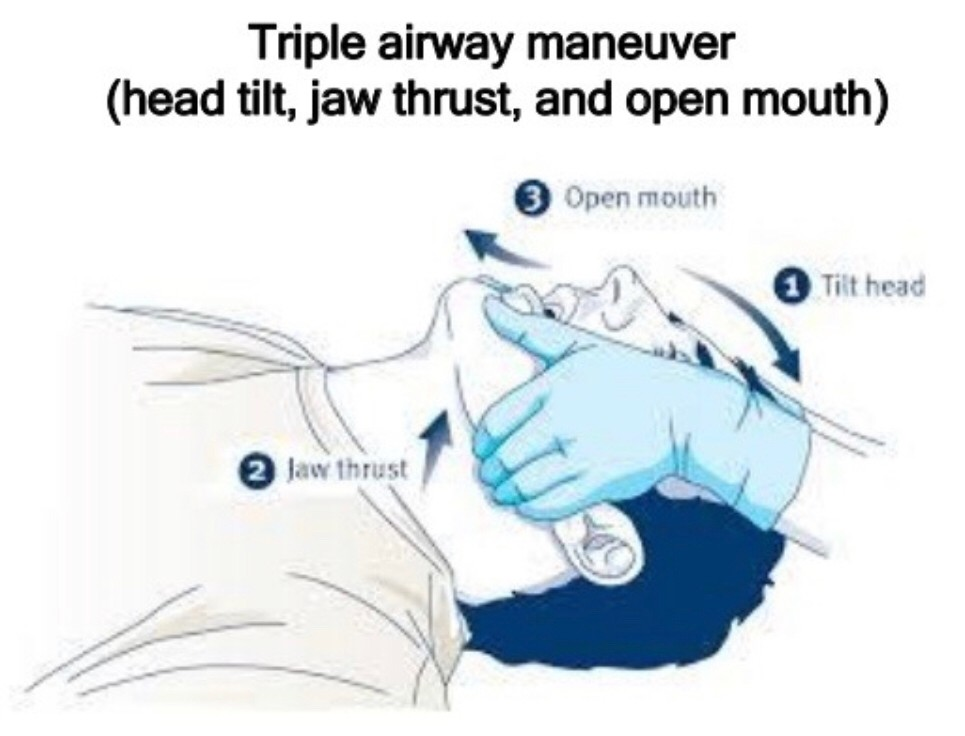 Triple airway maneuver
(head tilt, jaw thrust, and open mouth)
3 Open mouth
1 Tilt head
2 Jaw thrust